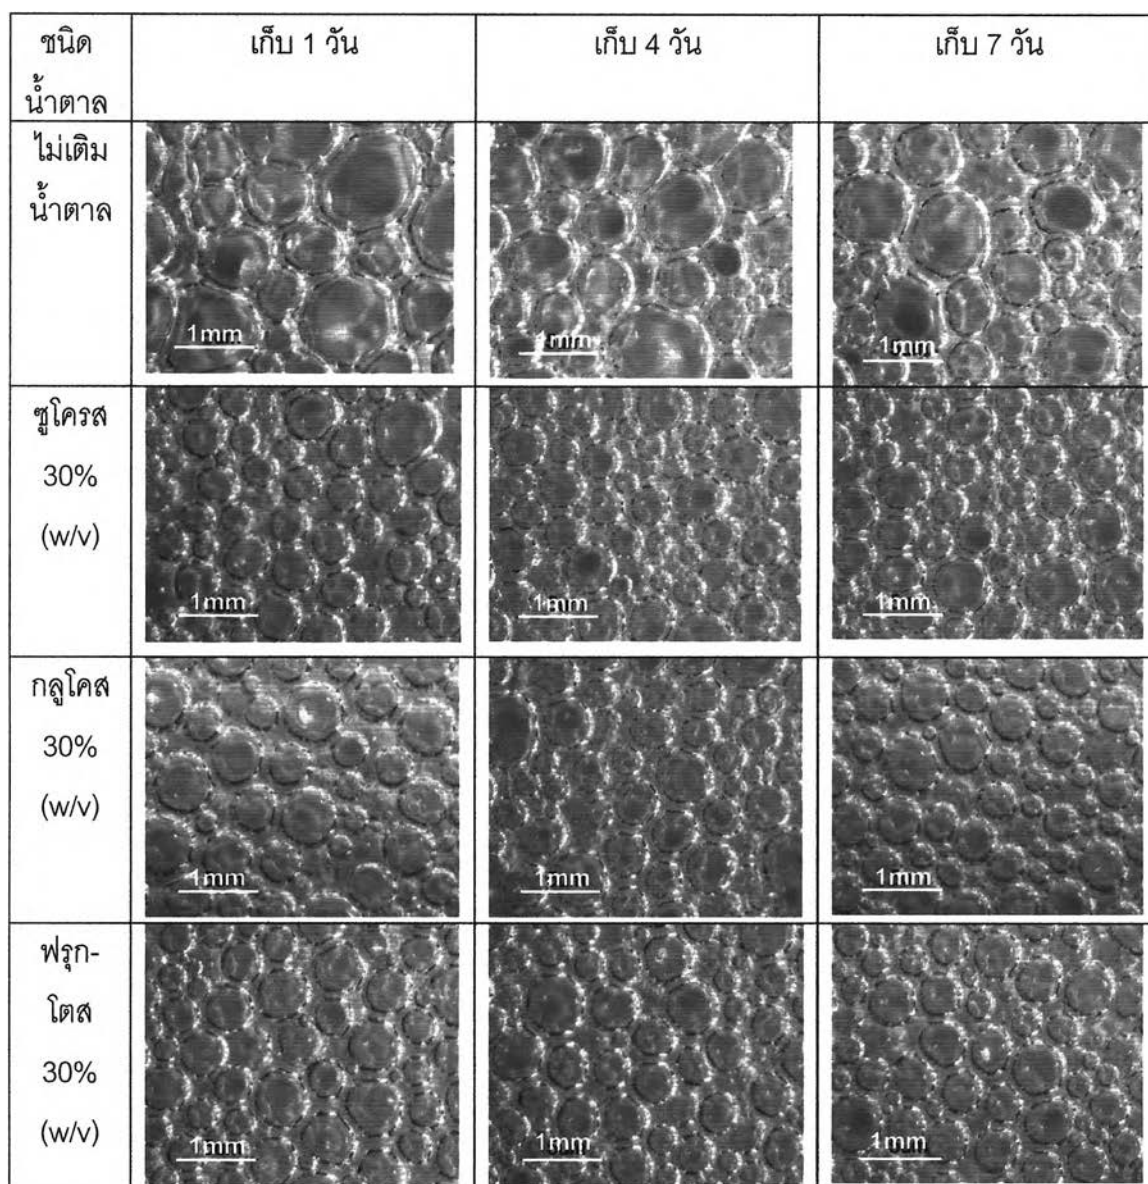 ชนิด
น้ำตาล
เก็บ 1 วัน
เก็บ 4 วัน
เก็บ 7 วัน
ไม่เติม
น้ำตาล
1mm
1mm
1mm
ซูโครส
30%
(w/v)
1mm
1mm
1mm
กลูโคส
30%
(w/v)
1mm
1mm
1mm
ฟรุก-
โตส
30%
(w/v)
1mm
1mm
1mm